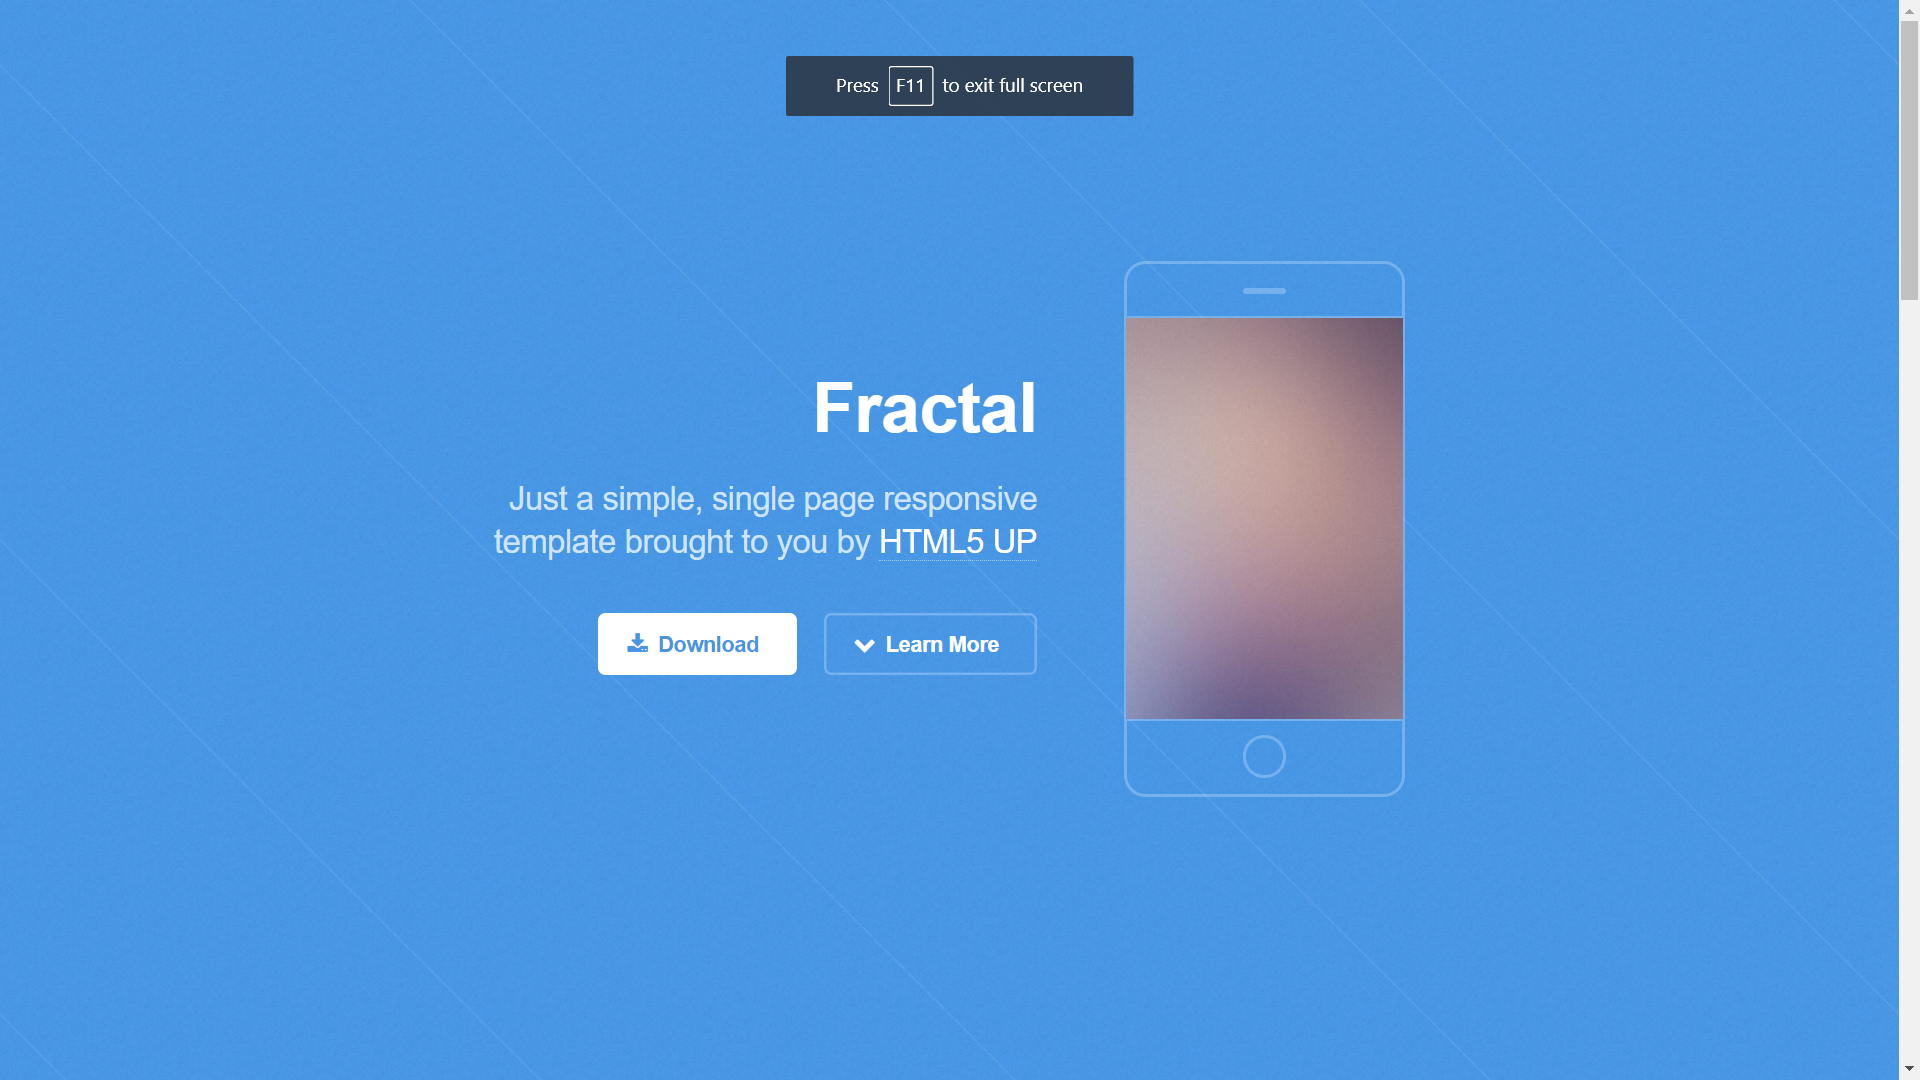 Press F11 to exit full screen
Fractal
Just a simple, single page responsive
template brought to you by HTML5 UP
Download
Learn More